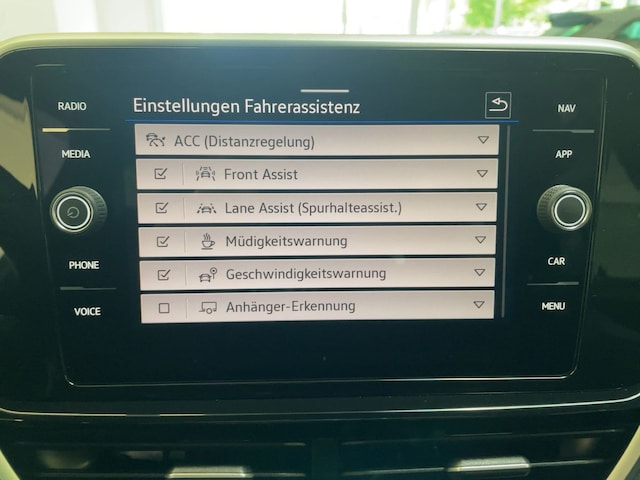 RADIO
MEDIA
PHONE
VOICE
Einstellungen Fahrerassistenz
ACC (Distanzregelung)
Front Assist
Lane Assist (Spurhalteassist.)
Müdigkeitswarnung
Geschwindigkeitswarnung
Anhänger-Erkennung
NAV
APP
CAR
MENU